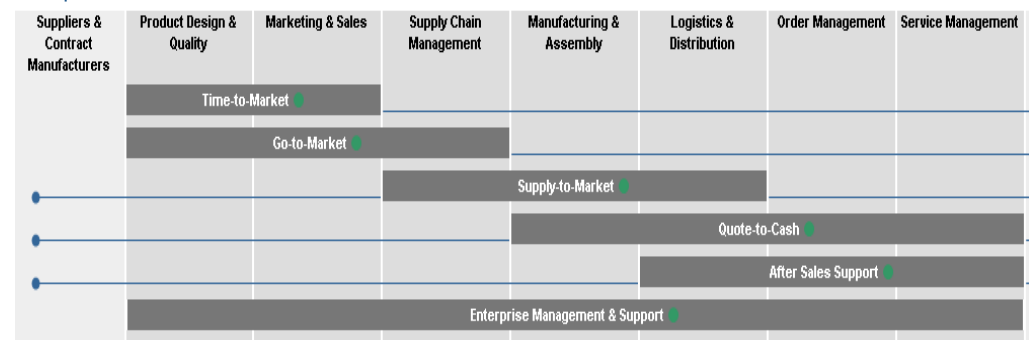 Suppliers &
Contract
Manufacturers
Product Design &
Quality
Marketing & Sales
Supply Chain
Management
Manufacturing &
Assembly
Logistics &
Distribution
Order Management
Service Management
Time-to-Market
Go-to-Market
Supply-to-Market
Quote-to-Cash
After Sales Support
Enterprise Management & Support